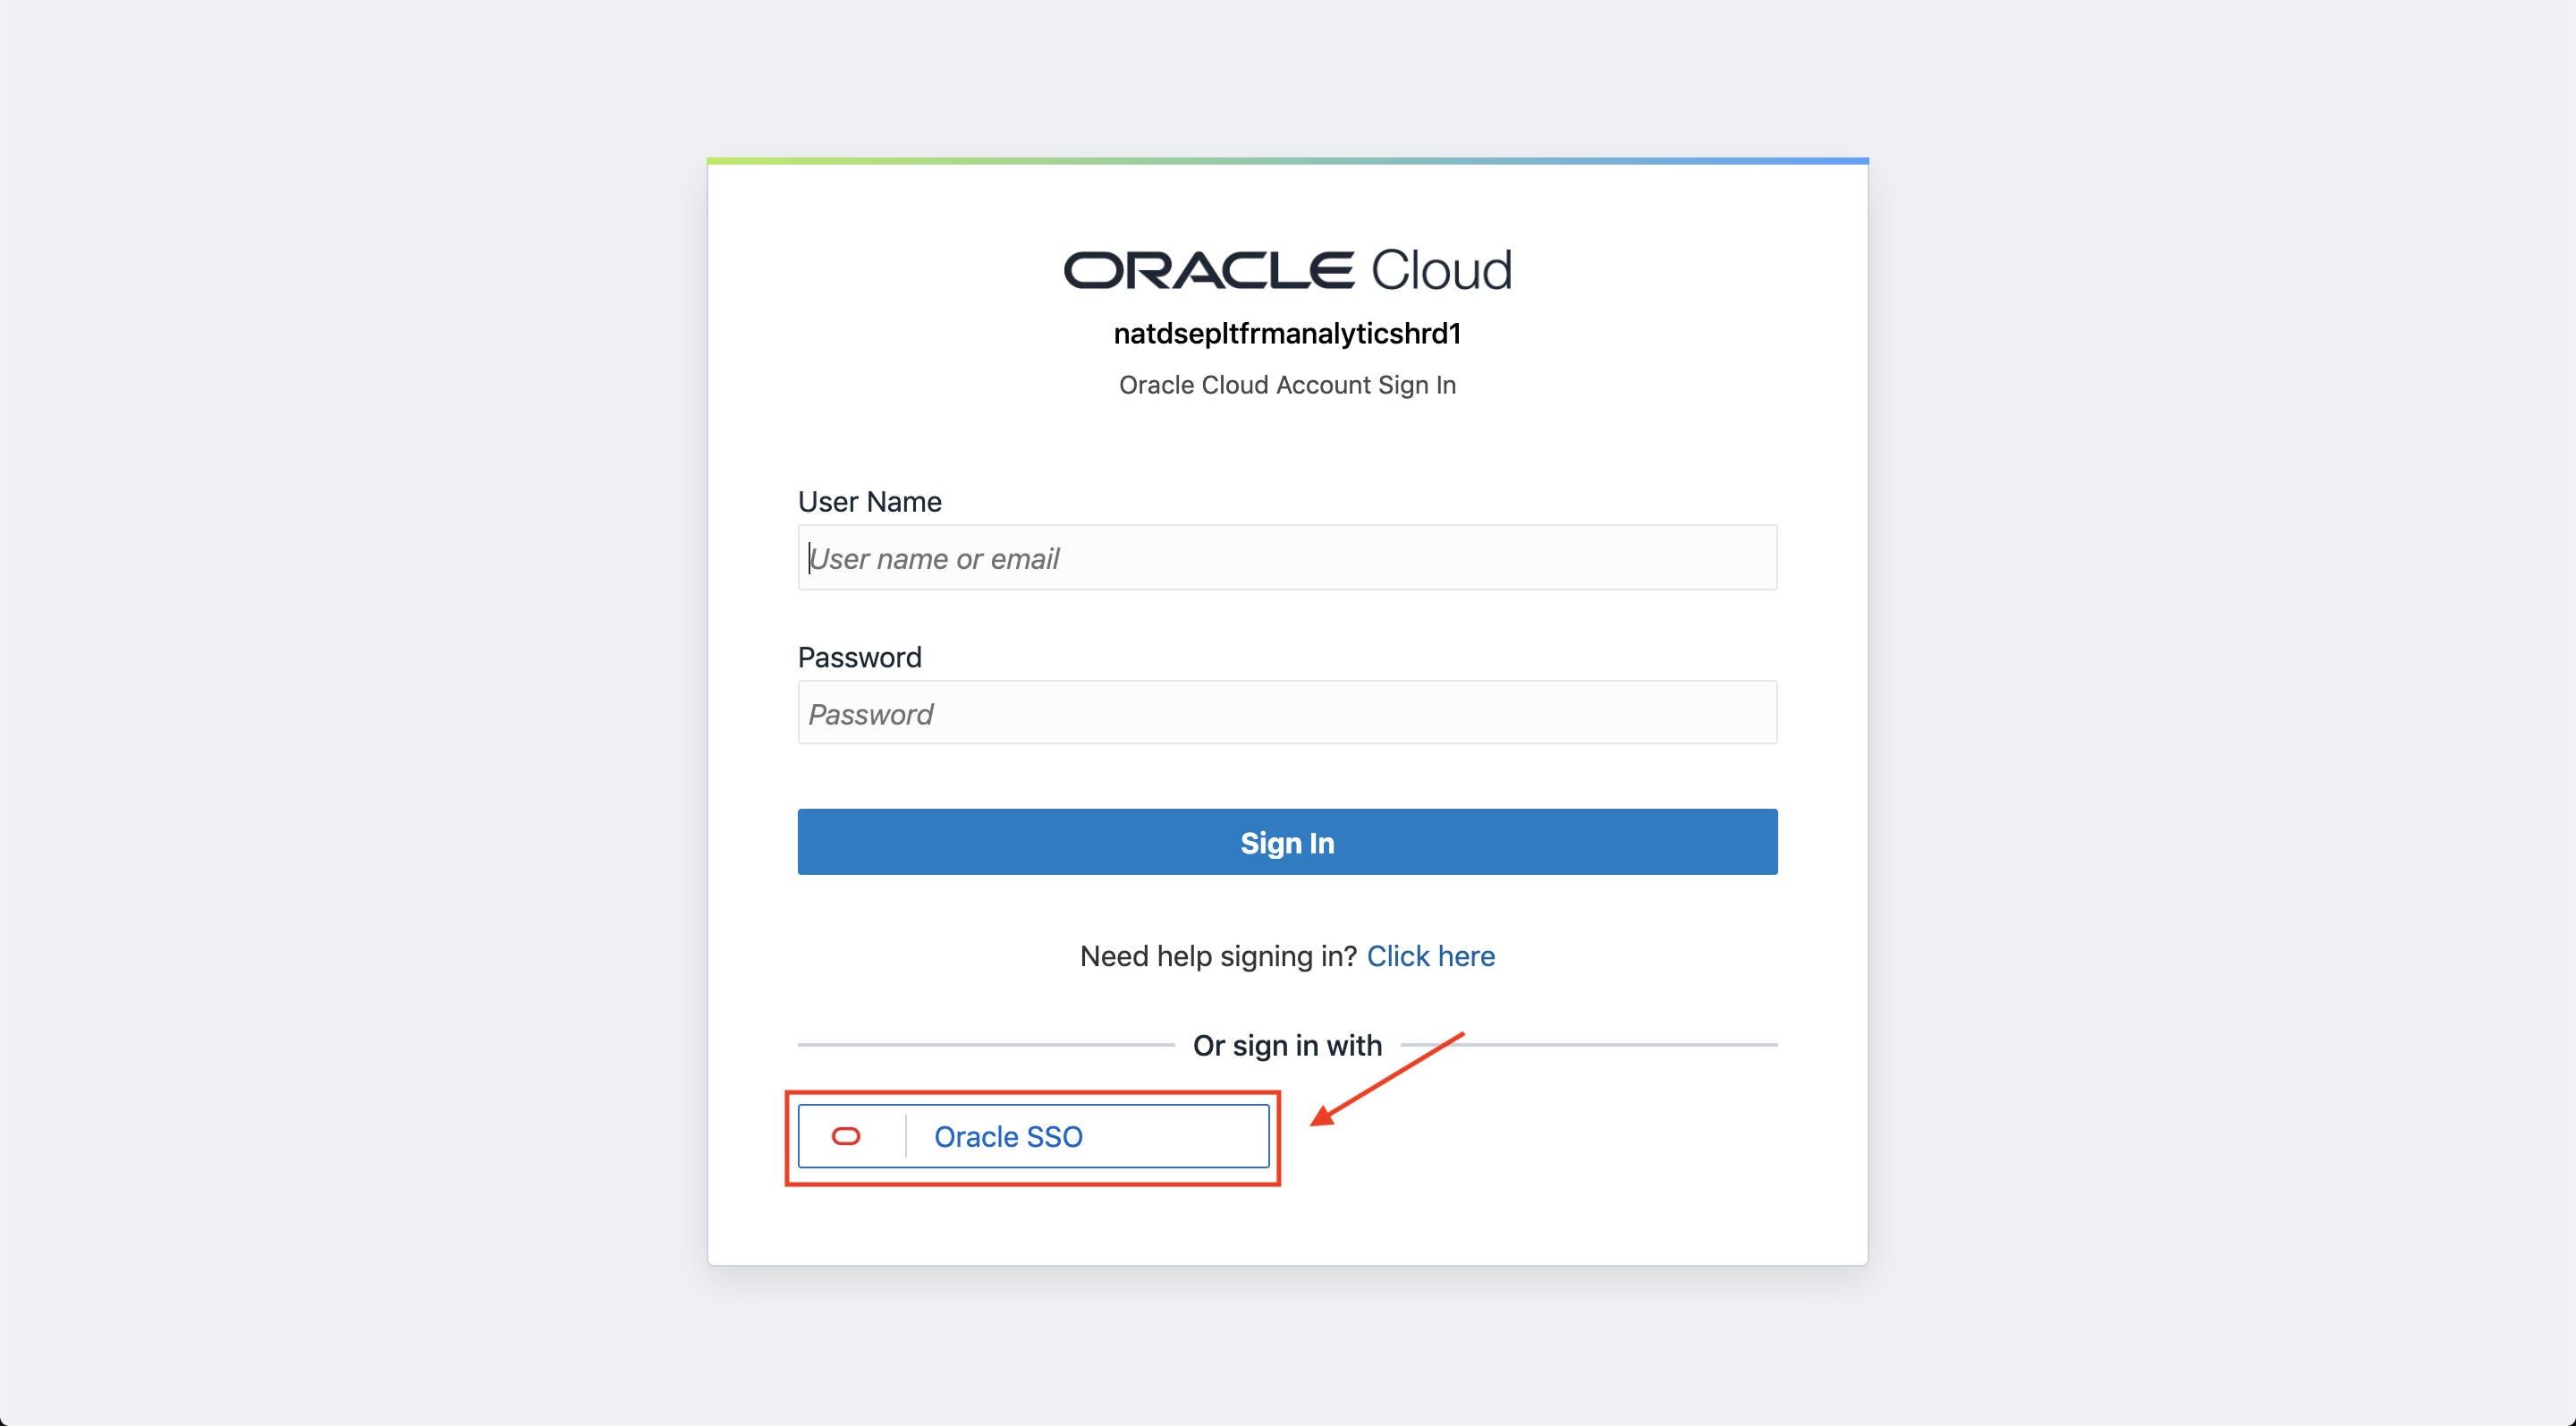 ORACLE Cloud
natdsepltfrmanalyticshrd1
Oracle Cloud Account Sign In
User Name
User name or email
Password
Password
Sign In
Need help signing in? Click here
Or sign in with
Oracle SSO